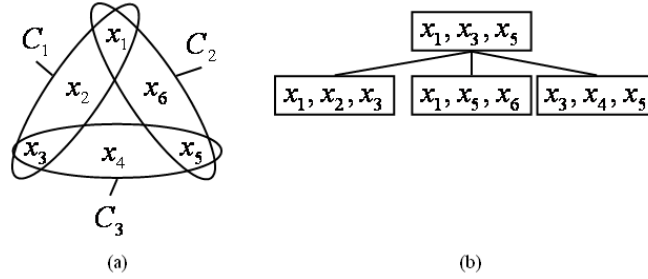 C₁
x₁
C₂
x₂
x₆
x₃
x₄
x₅
C₃
(a)
x₁, x₃, x₅
x₁, x₂, x₃
x₁, x₅, x₆
x₃, x₄, x₅
(b)